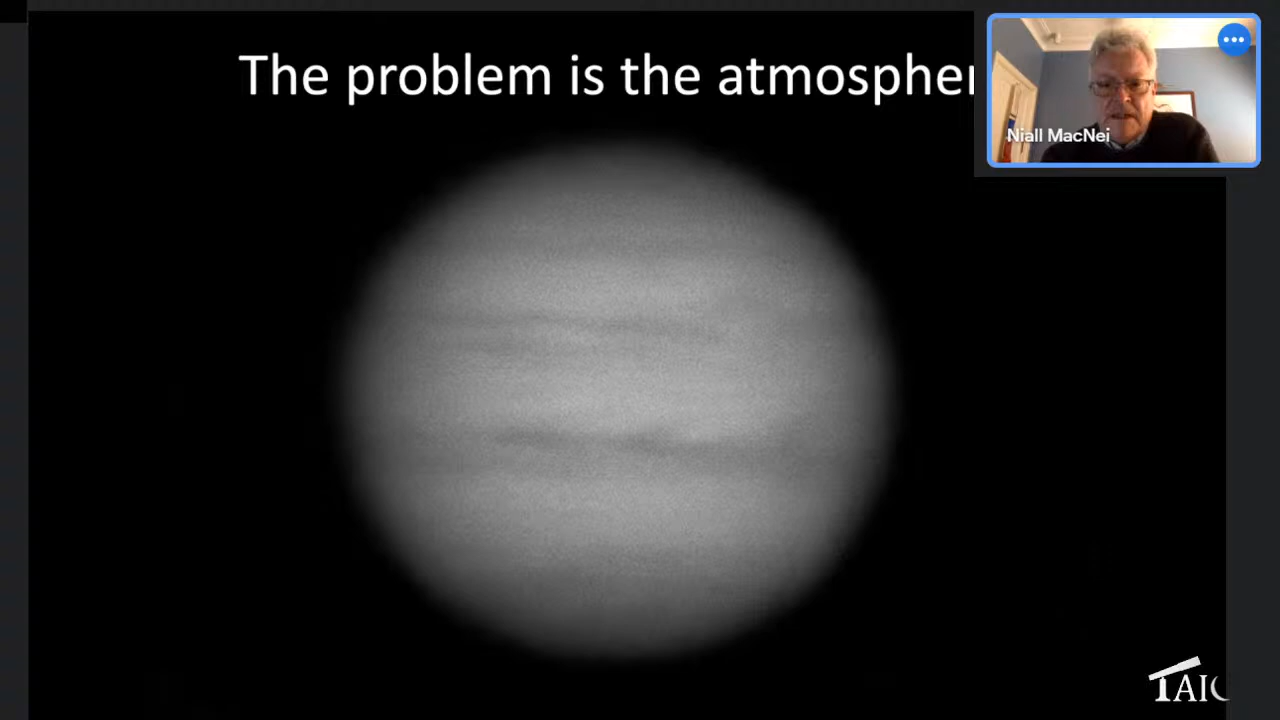 The problem is the atmospher
Niall MacNei
TAIC